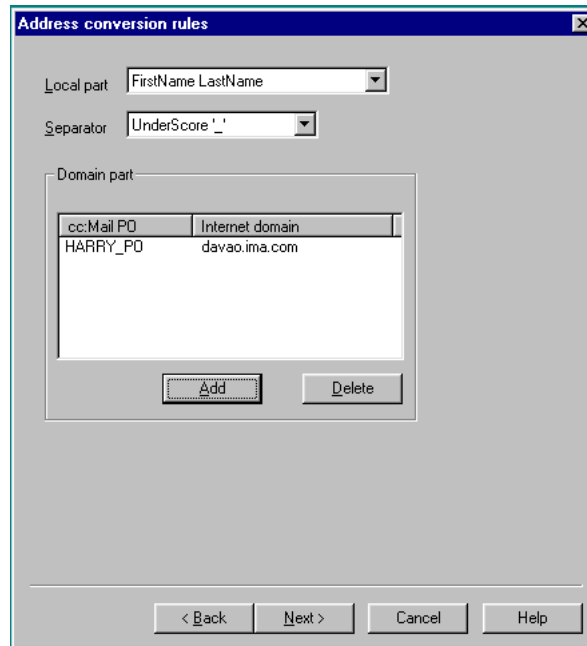 Address conversion rules
Local part FirstName LastName
Separator UnderScore '_'
Domain part
cc:Mail PO Internet domain
HARRY_PO davao.ima.com
Add Delete
< Back Next > Cancel Help